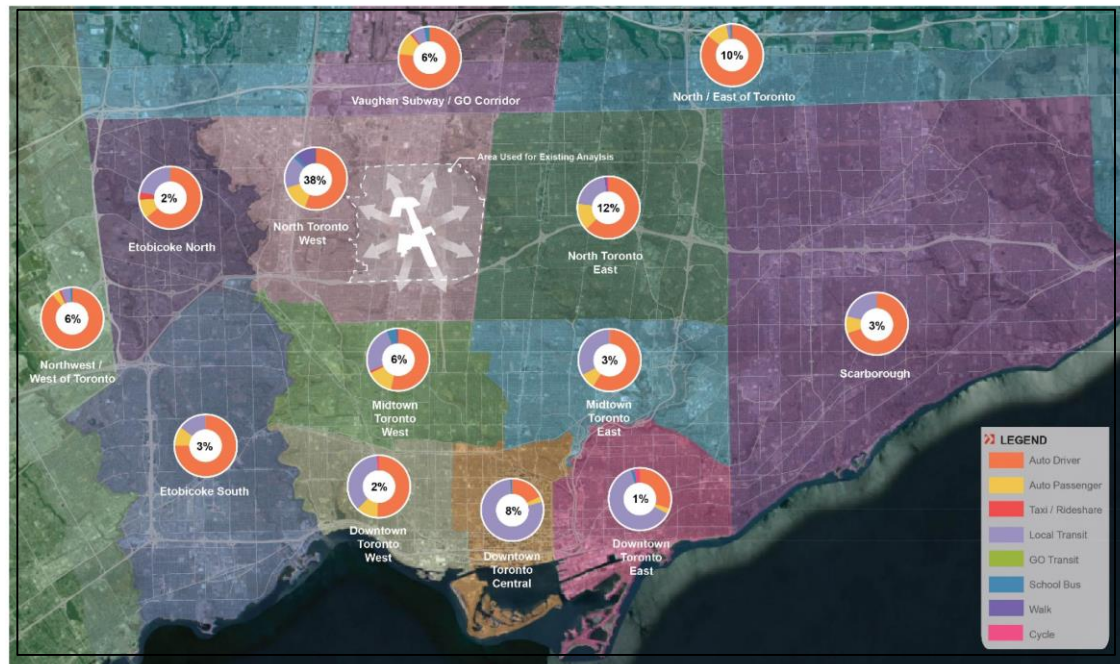 6%
Vaughan Subway / GO Corridor
10%
North / East of Toronto
Area Used for Existing Anaylsis
2%
Etobicoke North
38%
North Toronto
West
12%
North Toronto
East
6%
Northwest /
West of Toronto
3%
Scarborough
6%
Midtown
Toronto
West
3%
Midtown
Toronto
East
3%
Etobicoke South
2%
Downtown
Toronto
West
8%
Downtown
Toronto
Central
1%
Downtown
Toronto
East
LEGEND
Auto Driver
Auto Passenger
Taxi / Rideshare
Local Transit
GO Transit
School Bus
Walk
Cycle